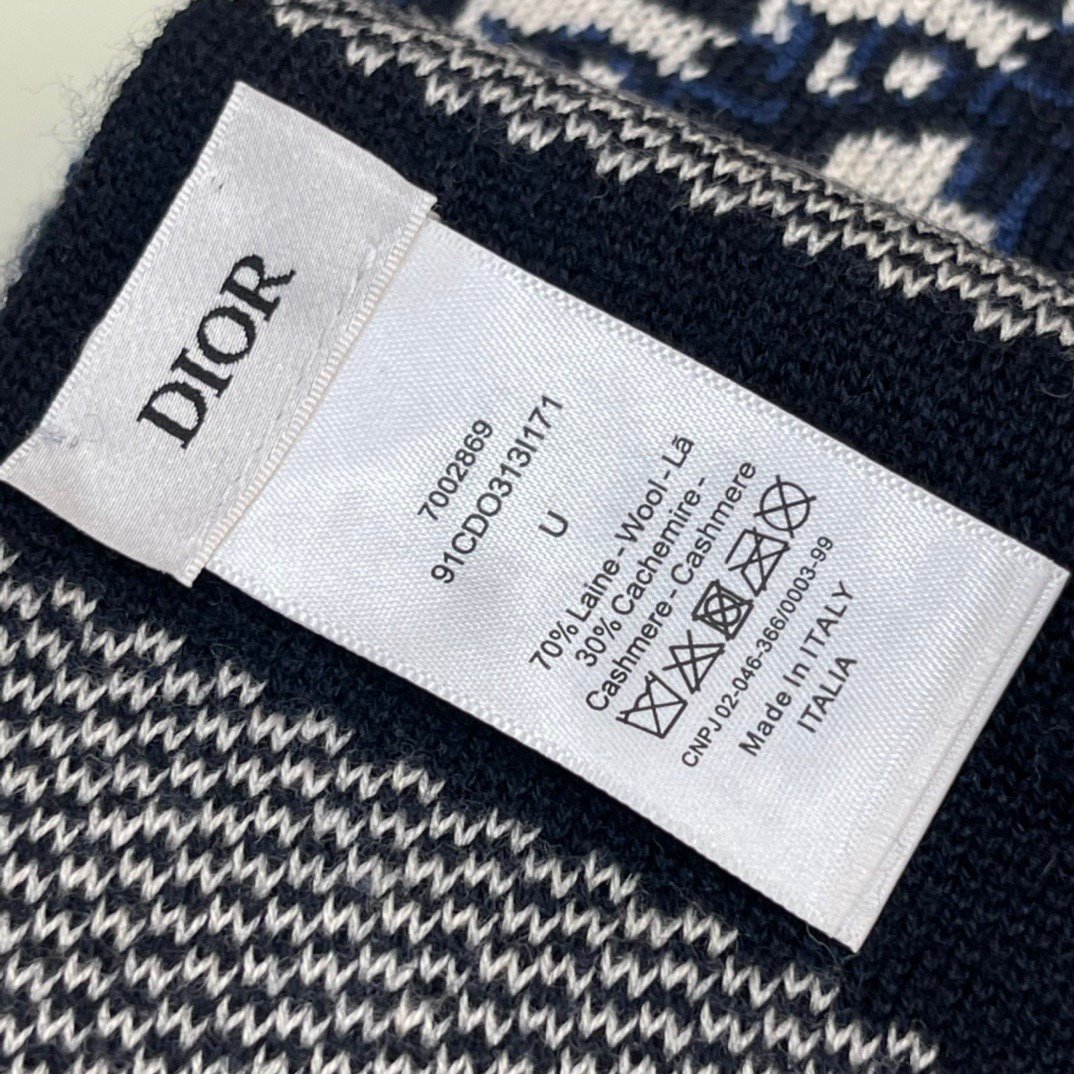 DIOR
7002869
91CDO313I171
U
70% Laine - Wool - Lã
30% Cachemire -
Cashmere - Cashmere
CNPJ 02-046-366/0003-99
Made In ITALY
ITALIA